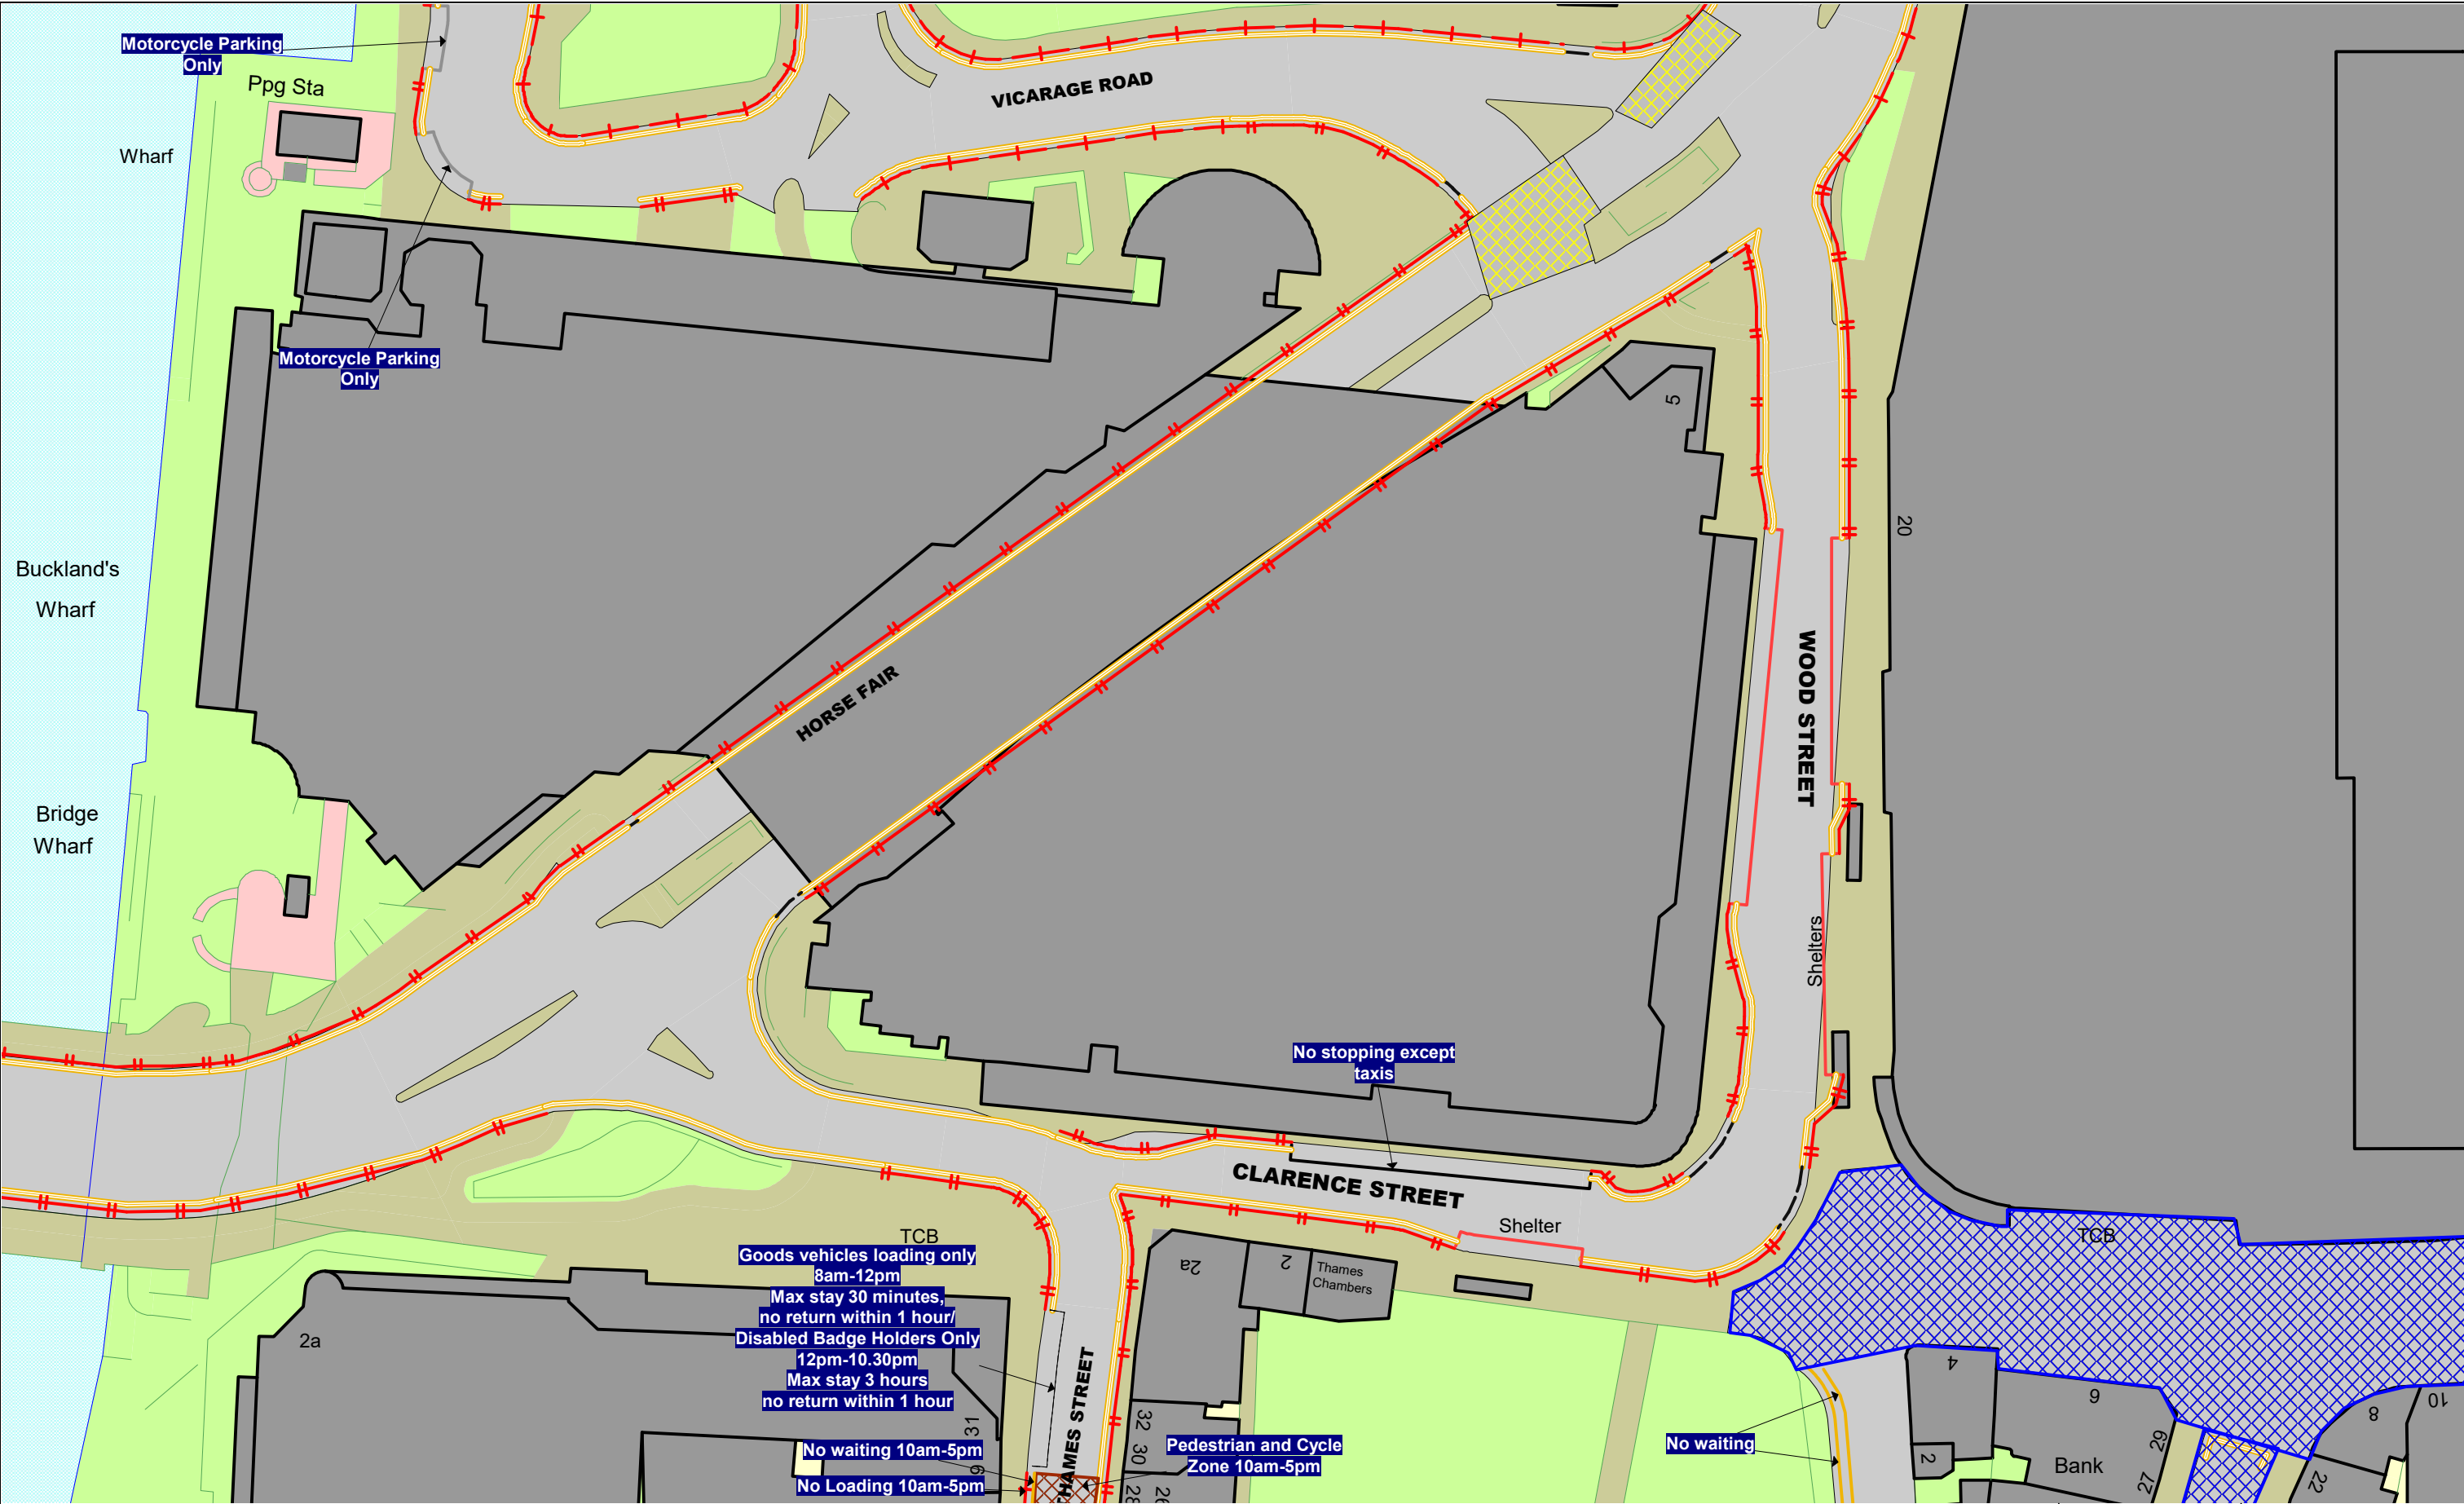 Motorcycle Parking
Only
Ppg Sta
VICARAGE ROAD
Wharf
Motorcycle Parking
Only
5
20
Buckland's
Wharf
HORSE FAIR
WOOD STREET
Bridge
Wharf
Shelters
No stopping except
taxis
CLARENCE STREET
Shelter
TCB
TCB
Goods vehicles loading only
8am-12pm
Max stay 30 minutes,
no return within 1 hour/
Disabled Badge Holders Only
12pm-10.30pm
Max stay 3 hours
no return within 1 hour
2a
2
Thames
Chambers
2a
THAMES STREET
4
9
8
10
31
32
30
29
27
22
2
Bank
No waiting 10am-5pm
No Loading 10am-5pm
Pedestrian and Cycle
Zone 10am-5pm
No waiting